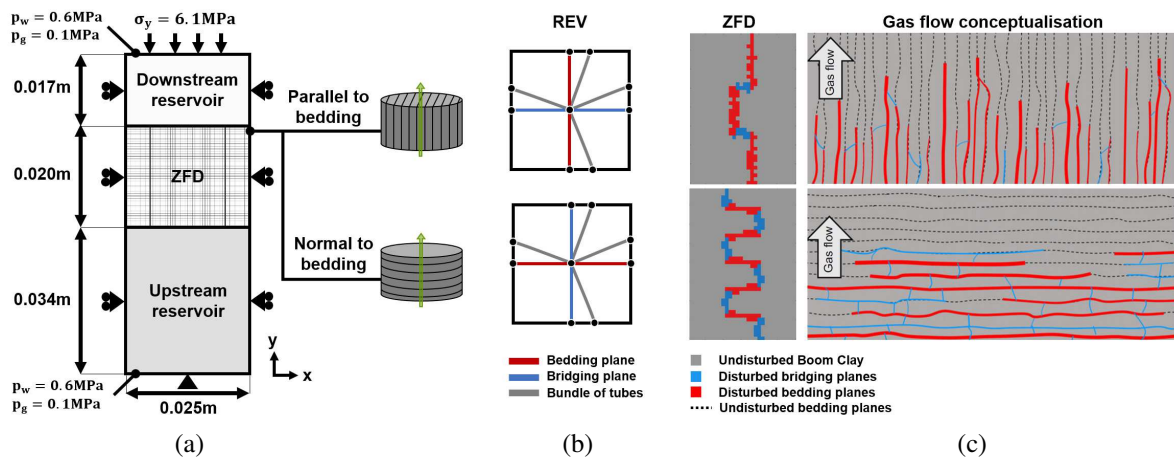 p_w = 0.6MPa
p_g = 0.1MPa
σ_y = 6.1MPa
0.017m
Downstream
reservoir
0.020m
ZFD
0.034m
Upstream
reservoir
p_w = 0.6MPa
p_g = 0.1MPa
0.025m
Parallel to
bedding
Normal to
bedding
y
x
(a)
REV
Bedding plane
Bridging plane
Bundle of tubes
(b)
ZFD
Gas flow conceptualisation
Gas flow
Gas flow
Undisturbed Boom Clay
Disturbed bridging planes
Disturbed bedding planes
Undisturbed bedding planes
(c)